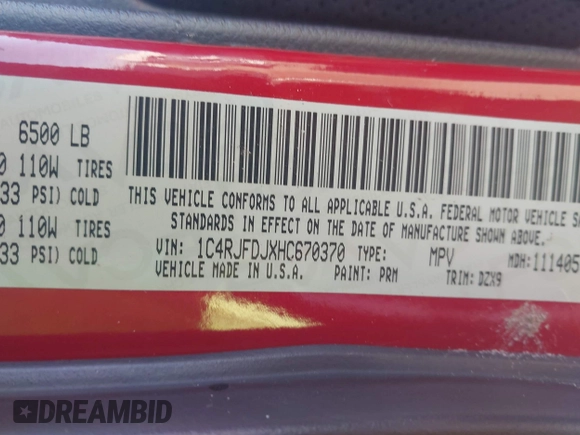 6500 LB
0 110W TIRES
33 PSI) COLD
0 110W TIRES
33 PSI) COLD
THIS VEHICLE CONFORMS TO ALL APPLICABLE U.S.A. FEDERAL MOTOR VEHICLE S
STANDARDS IN EFFECT ON THE DATE OF MANUFACTURE SHOWN ABOVE.
VIN: 1C4RJFDJXHC670370 TYPE: MPV MDH:111405
VEHICLE MADE IN U.S.A. PAINT: PRM TRIM: DZX9
DREAMBID